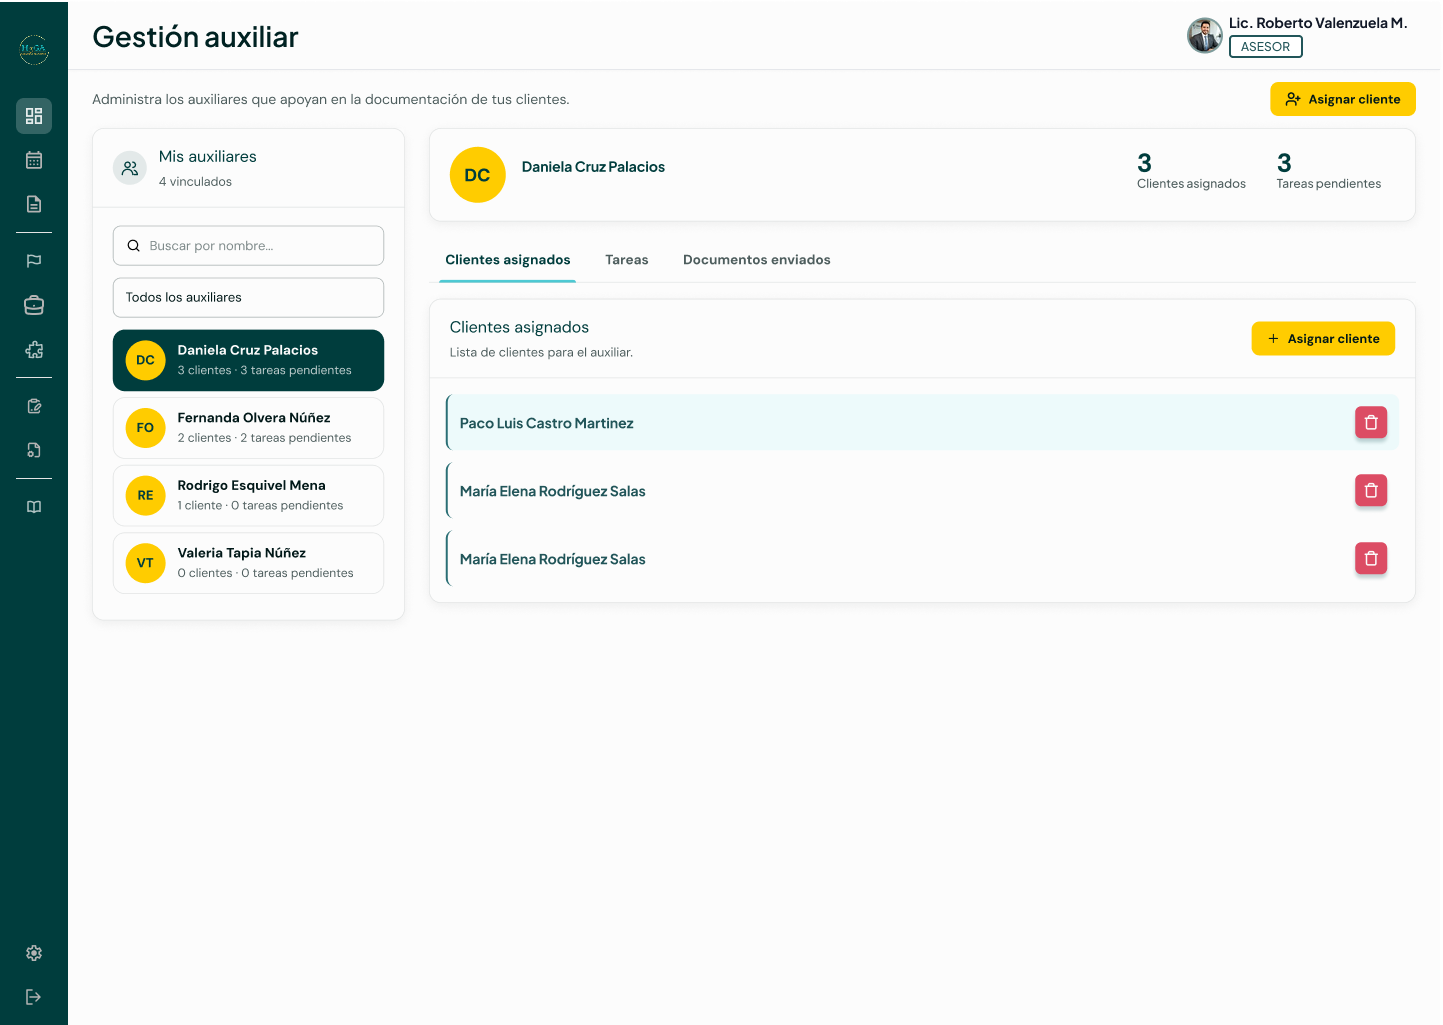 Gestión auxiliar
Lic. Roberto Valenzuela M.
ASESOR
Administra los auxiliares que apoyan en la documentación de tus clientes.
Asignar cliente
Mis auxiliares
4 vinculados
Buscar por nombre...
Todos los auxiliares
DC
Daniela Cruz Palacios
3 clientes · 3 tareas pendientes
FO
Fernanda Olvera Núñez
2 clientes · 2 tareas pendientes
RE
Rodrigo Esquivel Mena
1 cliente · 0 tareas pendientes
VT
Valeria Tapia Núñez
0 clientes · 0 tareas pendientes
DC
Daniela Cruz Palacios
3
Clientes asignados
3
Tareas pendientes
Clientes asignados
Tareas
Documentos enviados
Clientes asignados
Lista de clientes para el auxiliar.
+ Asignar cliente
Paco Luis Castro Martinez
María Elena Rodríguez Salas
María Elena Rodríguez Salas